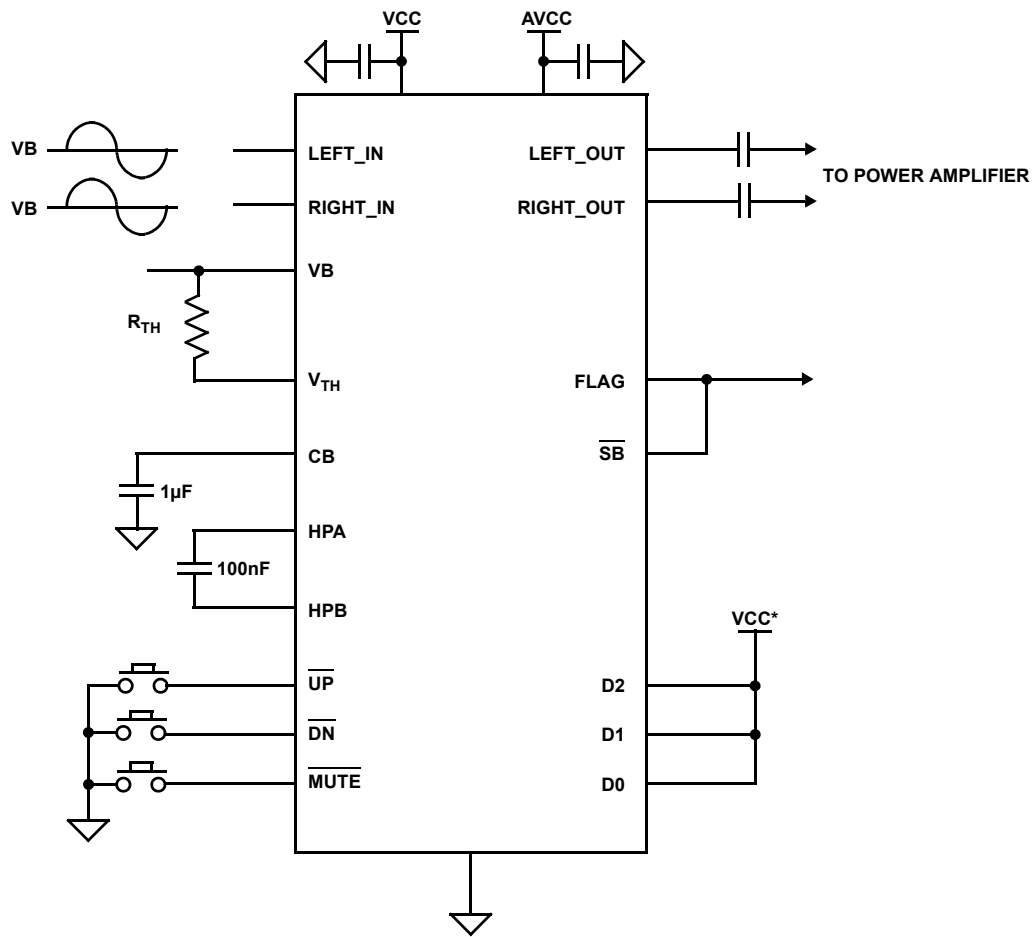 VCC
AVCC
VB
LEFT_IN
LEFT_OUT
TO POWER AMPLIFIER
VB
RIGHT_IN
RIGHT_OUT
VB
RTH
VTH
FLAG
CB
SB
1µF
HPA
100nF
HPB
VCC*
UP
D2
DN
D1
MUTE
D0